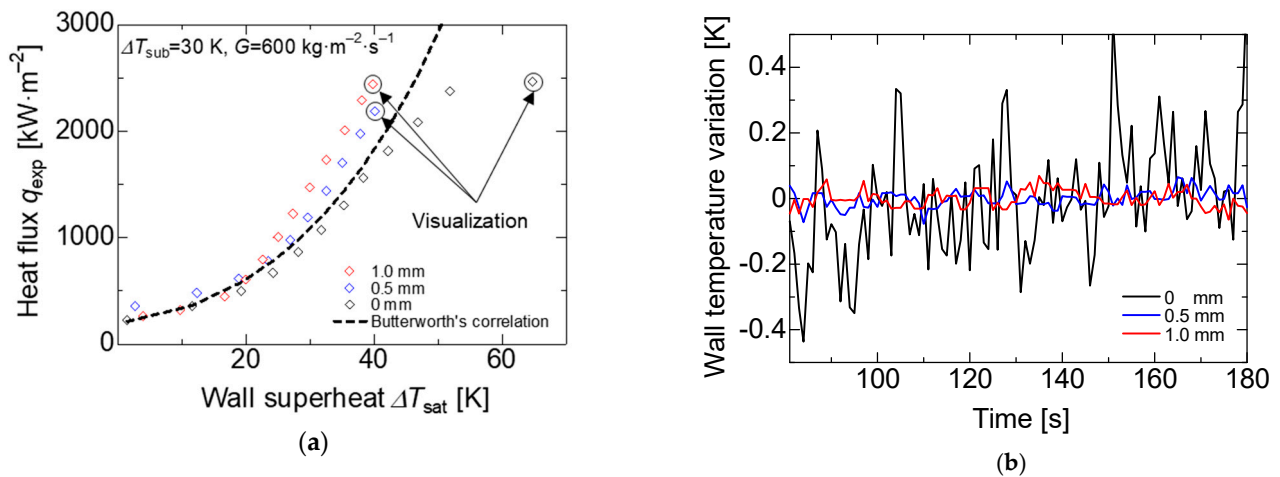 3000
2000
1000
0
20
40
60
Heat flux qexp [kW·m−2]
Wall superheat ΔTsat [K]
ΔTsub=30 K, G=600 kg·m−2·s−1
Visualization
1.0 mm
0.5 mm
0 mm
Butterworth's correlation
(a)
0.4
0.2
0
-0.2
-0.4
100
120
140
160
180
Wall temperature variation [K]
Time [s]
0 mm
0.5 mm
1.0 mm
(b)